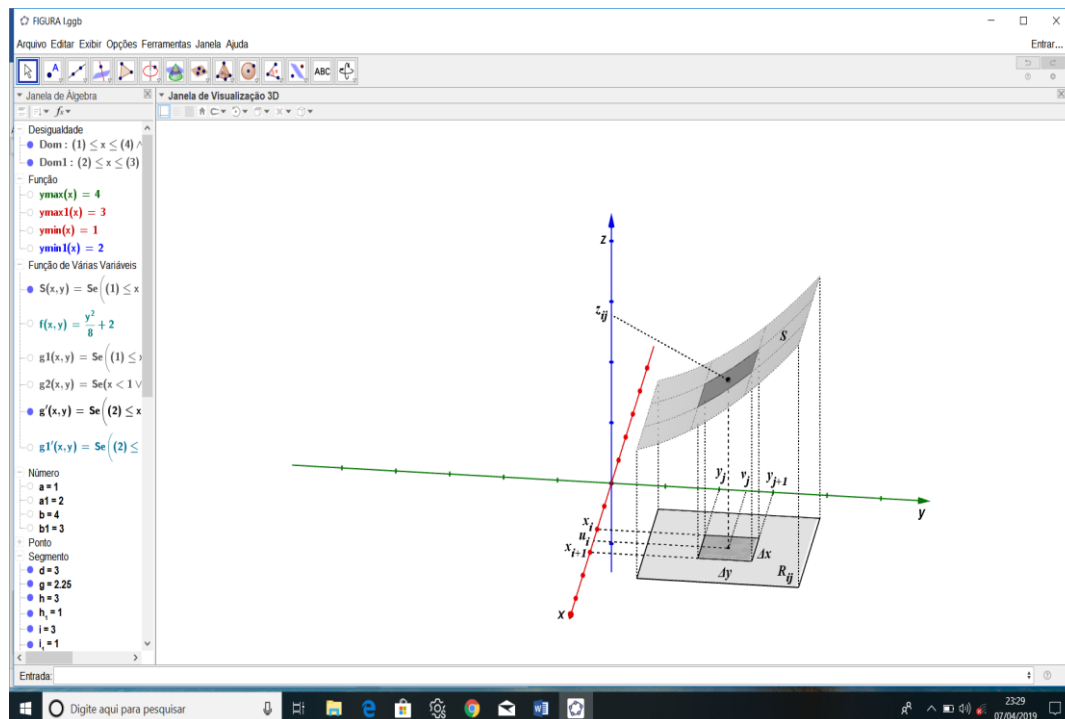 FIGURA I.ggb
Arquivo Editar Exibir Opções Ferramentas Janela Ajuda
Entrar...
ABC
Janela de Álgebra
Janela de Visualização 3D
Desigualdade
Dom : (1) ≤ x ≤ (4) ∧
Dom1 : (2) ≤ x ≤ (3)
Função
ymax(x) = 4
ymax1(x) = 3
ymin(x) = 1
ymin1(x) = 2
Função de Várias Variáveis
S(x,y) = Se((1) ≤ x
f(x,y) = y²/8 + 2
g1(x,y) = Se((1) ≤ x
g2(x,y) = Se(x < 1 ∨
g′(x,y) = Se((2) ≤ x
g1′(x,y) = Se((2) ≤
Número
a = 1
a1 = 2
b = 4
b1 = 3
Ponto
Segmento
d = 3
g = 2.25
h = 3
h₁ = 1
i = 3
i₁ = 1
z
z_ij
S
y_j v_j y_j+1
y
x_i
u_i
x_i+1
Δx
Δy
R_ij
x
Entrada:
Digite aqui para pesquisar
23:29
07/04/2019